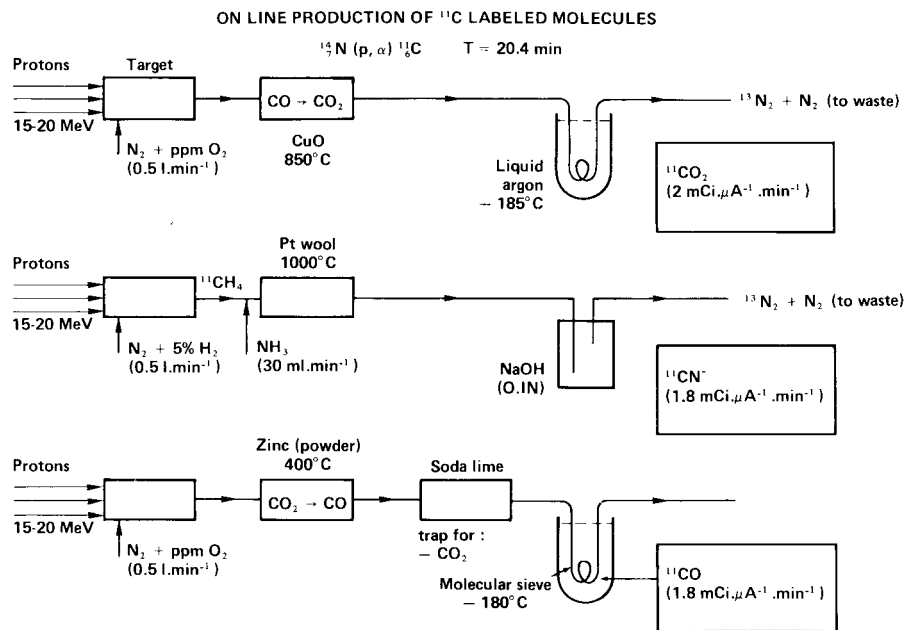 ON LINE PRODUCTION OF ¹¹C LABELED MOLECULES
¹⁴₇N (p, α) ¹¹₆C T = 20.4 min
Protons
Target
15-20 MeV
N₂ + ppm O₂
(0.5 l.min⁻¹)
CO → CO₂
CuO
850°C
Liquid
argon
– 185°C
¹³N₂ + N₂ (to waste)
¹¹CO₂
(2 mCi.μA⁻¹ .min⁻¹)
Protons
15-20 MeV
N₂ + 5% H₂
(0.5 l.min⁻¹)
¹¹CH₄
NH₃
(30 ml.min⁻¹)
Pt wool
1000°C
NaOH
(O.IN)
¹³N₂ + N₂ (to waste)
¹¹CN⁻
(1.8 mCi.μA⁻¹ .min⁻¹)
Protons
15-20 MeV
N₂ + ppm O₂
(0.5 l.min⁻¹)
Zinc (powder)
400°C
CO₂ → CO
Soda lime
trap for :
– CO₂
Molecular sieve
– 180°C
¹¹CO
(1.8 mCi.μA⁻¹ .min⁻¹)